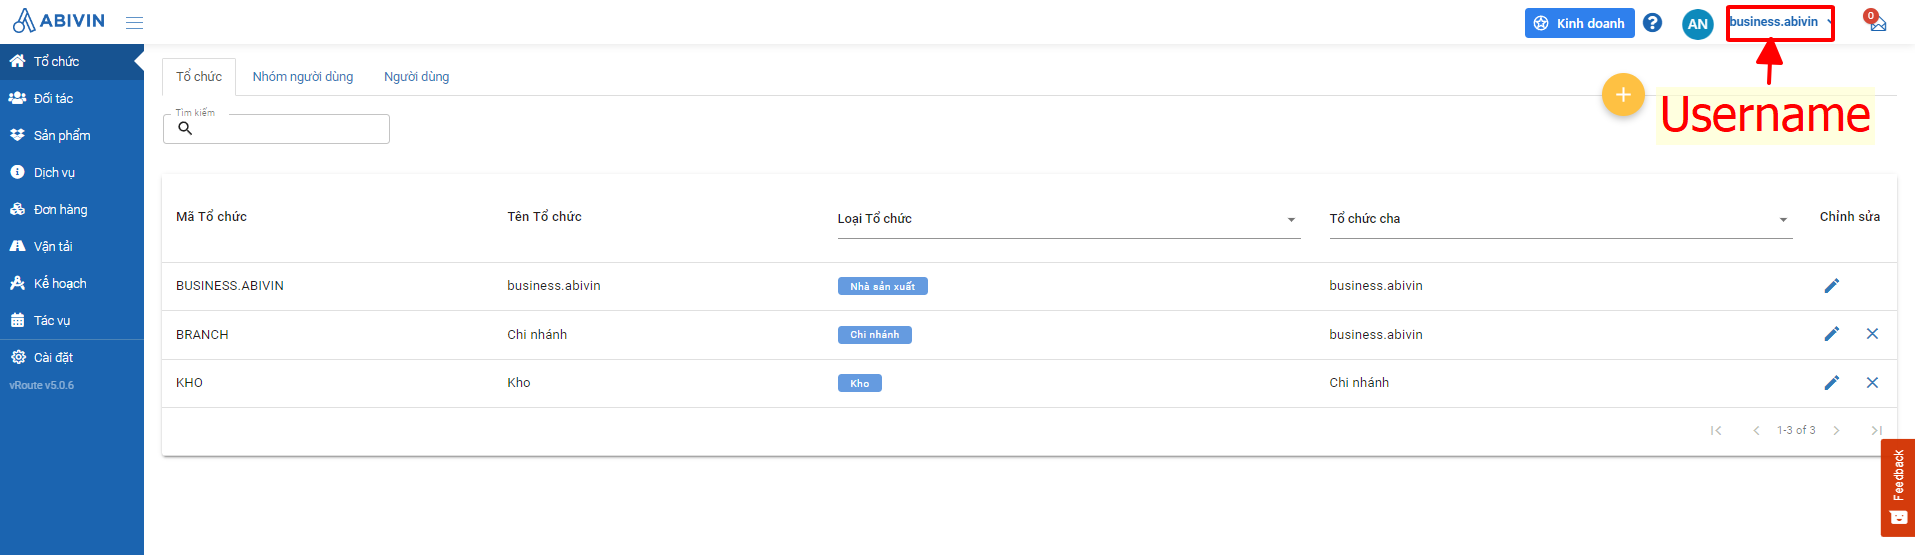 ABIVIN
Kinh doanh
?
AN
business.abivin
0
Tổ chức
Đối tác
Sản phẩm
Dịch vụ
Đơn hàng
Vận tải
Kế hoạch
Tác vụ
Cài đặt
vRoute v5.0.6
Tổ chức Nhóm người dùng Người dùng
+
Username
Tìm kiếm
Mã Tổ chức Tên Tổ chức Loại Tổ chức Tổ chức cha Chỉnh sửa
BUSINESS.ABIVIN business.abivin Nhà sản xuất business.abivin
BRANCH Chi nhánh Chi nhánh business.abivin
KHO Kho Kho Chi nhánh
1-3 of 3
Feedback